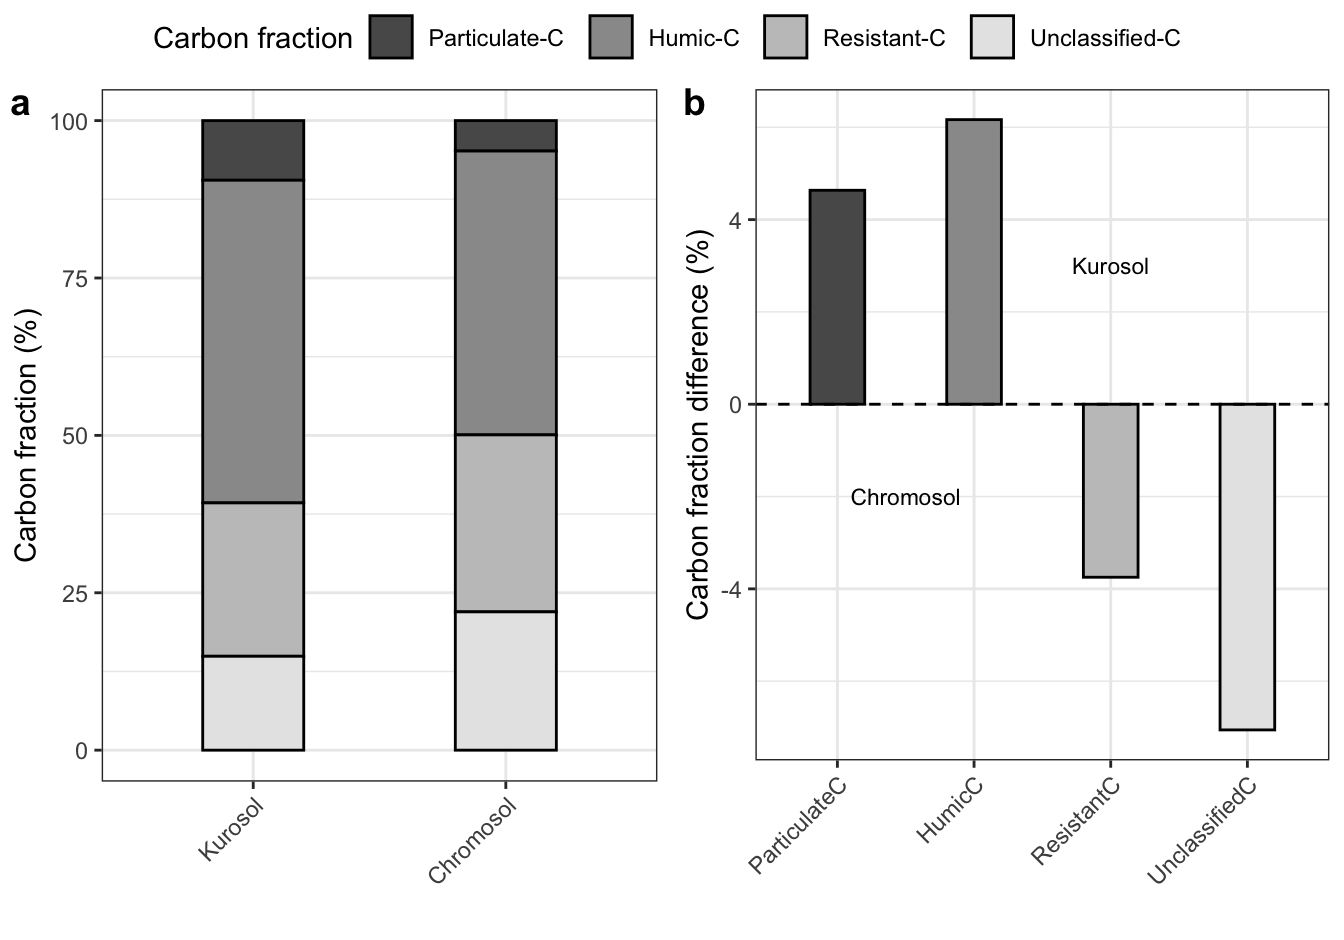 Carbon fraction Particulate-C Humic-C Resistant-C Unclassified-C
a
Carbon fraction (%)
100
75
50
25
0
Kurosol
Chromosol
b
Carbon fraction difference (%)
4
0
-4
Kurosol
Chromosol
ParticulateC
HumicC
ResistantC
UnclassifiedC